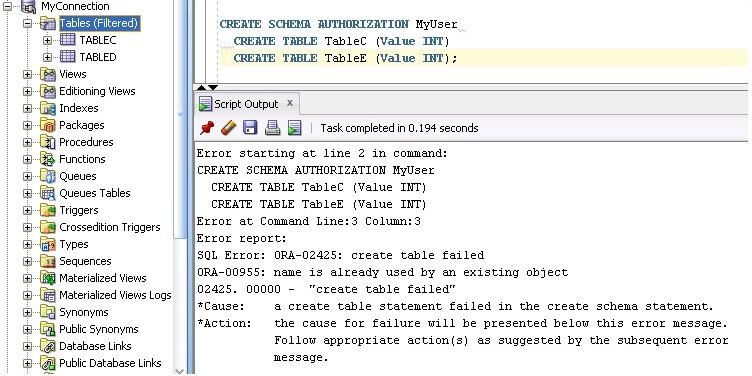 MyConnection
Tables (Filtered)
TABLEC
TABLED
Views
Editioning Views
Indexes
Packages
Procedures
Functions
Queues
Queues Tables
Triggers
Crossedition Triggers
Types
Sequences
Materialized Views
Materialized Views Logs
Synonyms
Public Synonyms
Database Links
Public Database Links
CREATE SCHEMA AUTHORIZATION MyUser
CREATE TABLE TableC (Value INT)
CREATE TABLE TableE (Value INT);
Script Output x
Task completed in 0.194 seconds
Error starting at line 2 in command:
CREATE SCHEMA AUTHORIZATION MyUser
CREATE TABLE TableC (Value INT)
CREATE TABLE TableE (Value INT)
Error at Command Line:3 Column:3
Error report:
SQL Error: ORA-02425: create table failed
ORA-00955: name is already used by an existing object
02425. 00000 - "create table failed"
*Cause: a create table statement failed in the create schema statement.
*Action: the cause for failure will be presented below this error message.
Follow appropriate action(s) as suggested by the subsequent error
message.